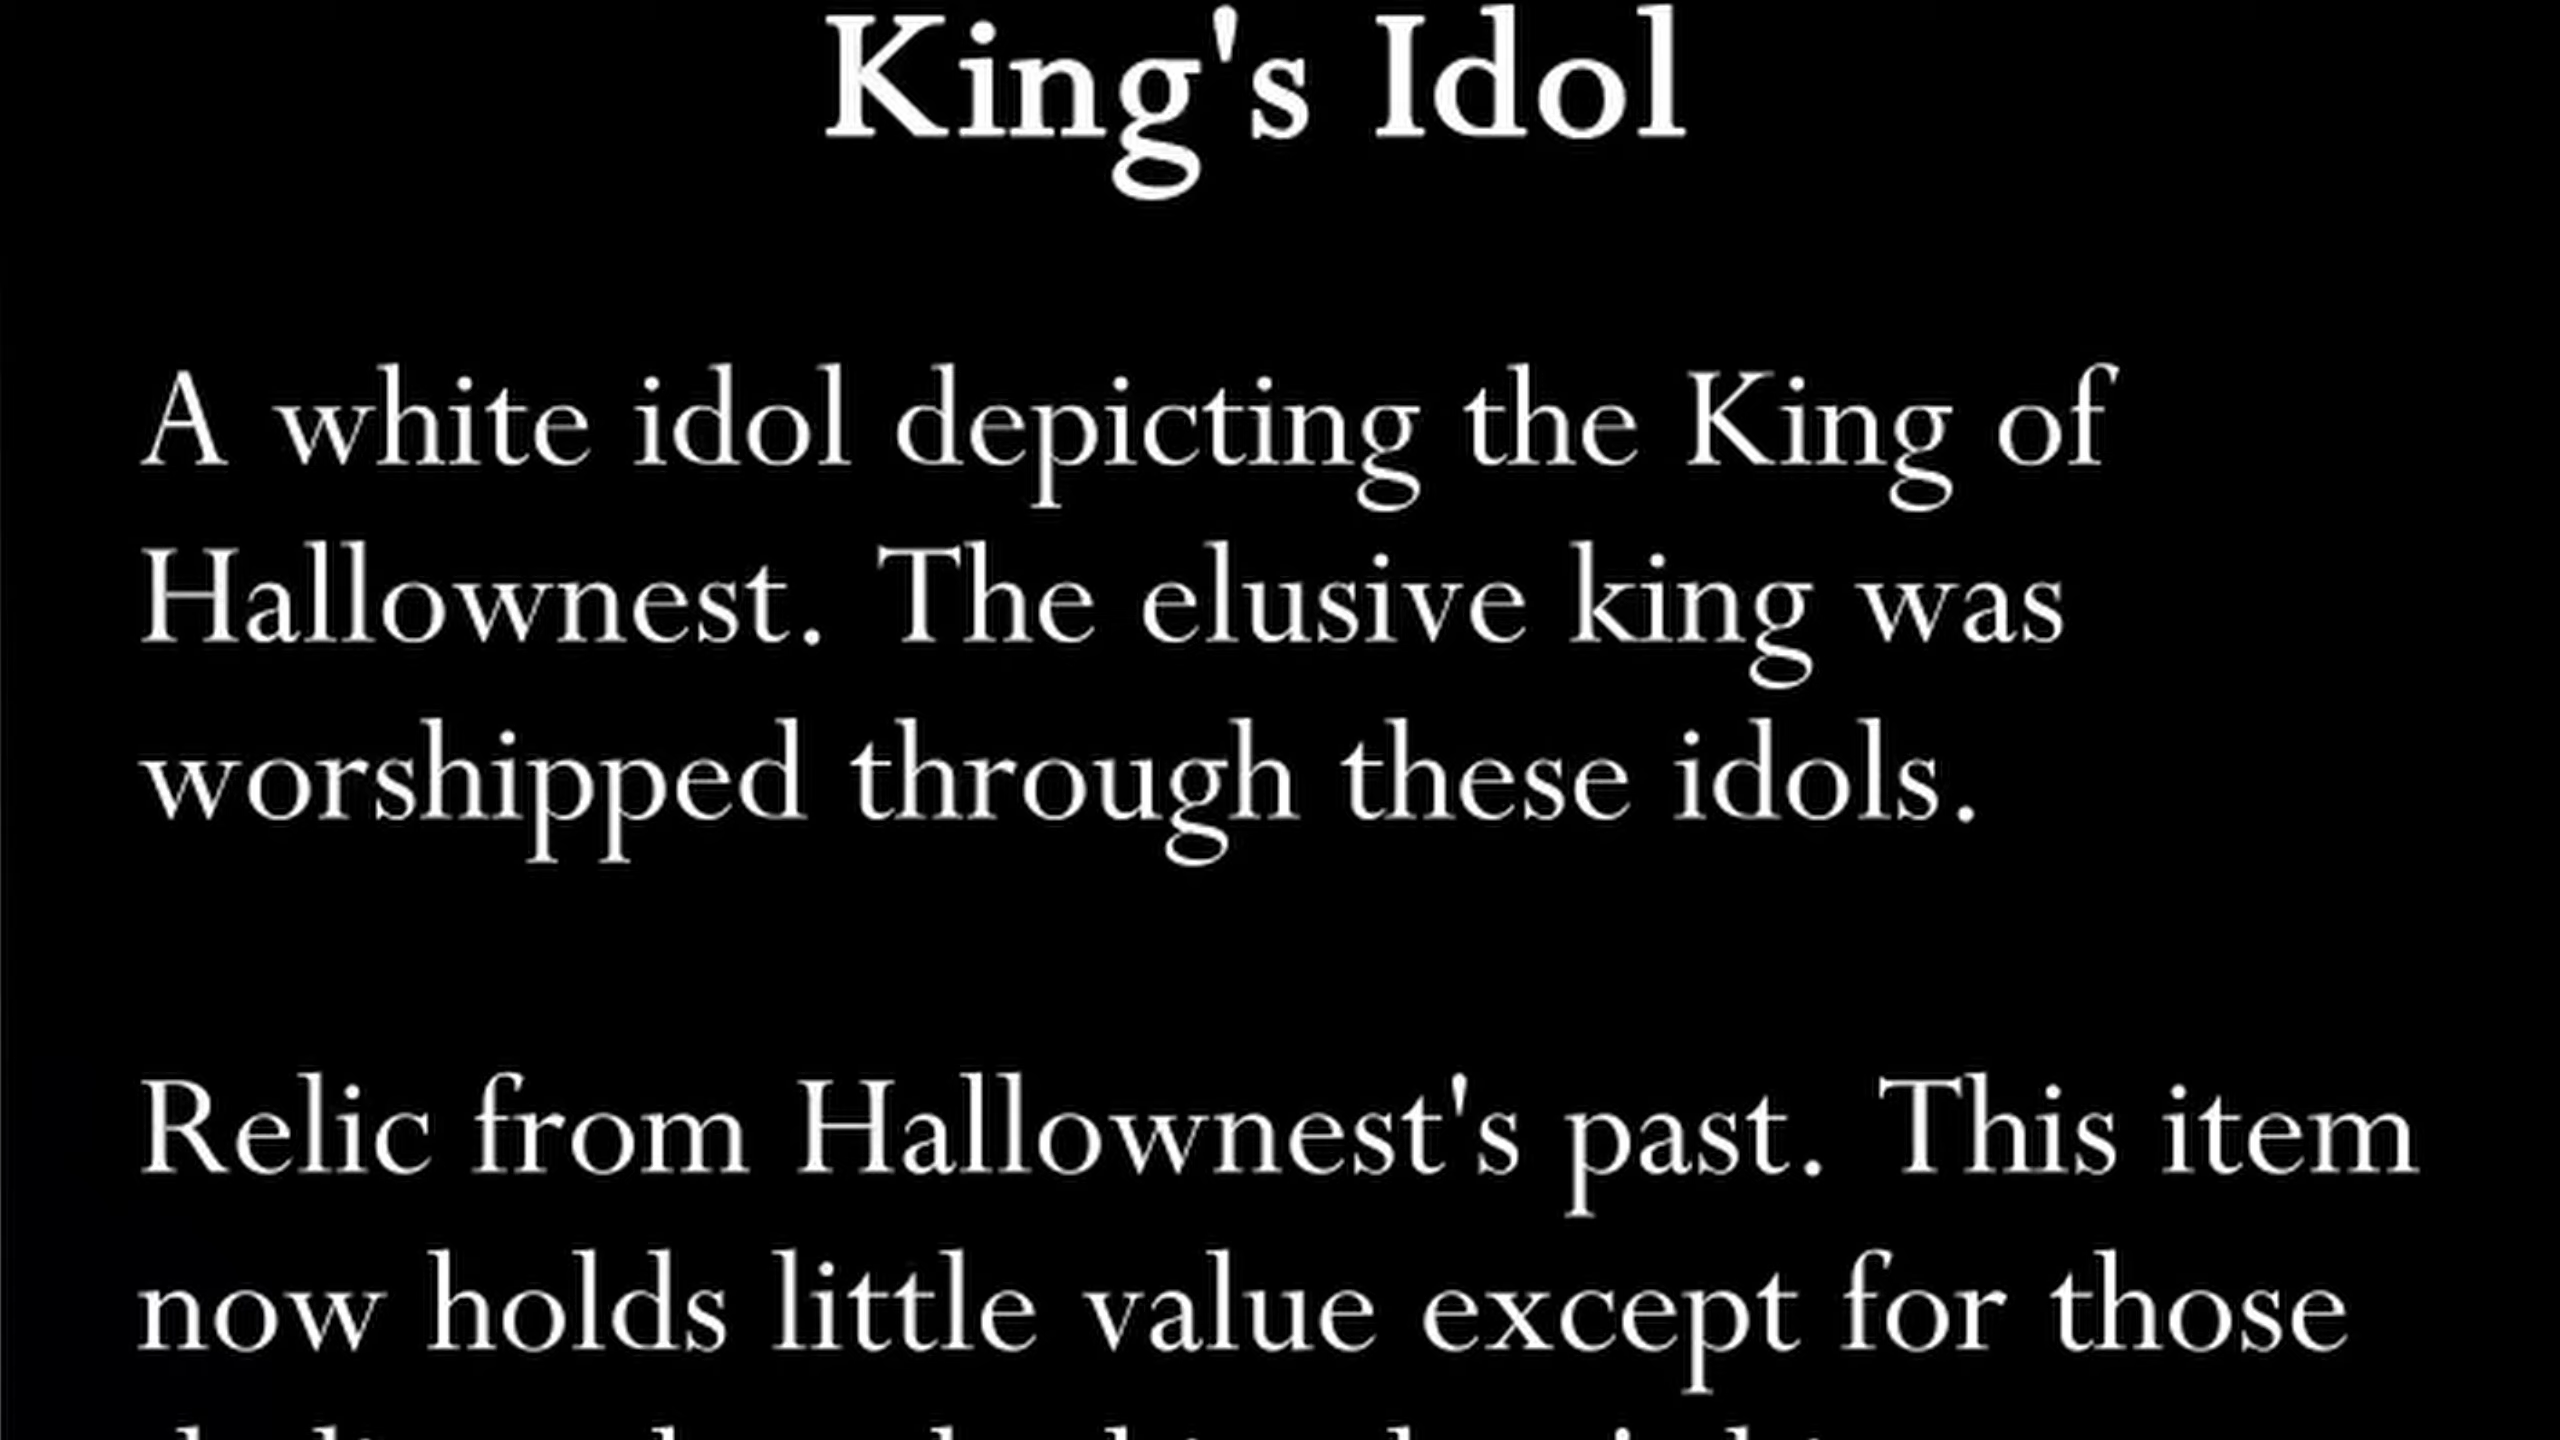 King's Idol
A white idol depicting the King of
Hallownest. The elusive king was
worshipped through these idols.
Relic from Hallownest's past. This item
now holds little value except for those